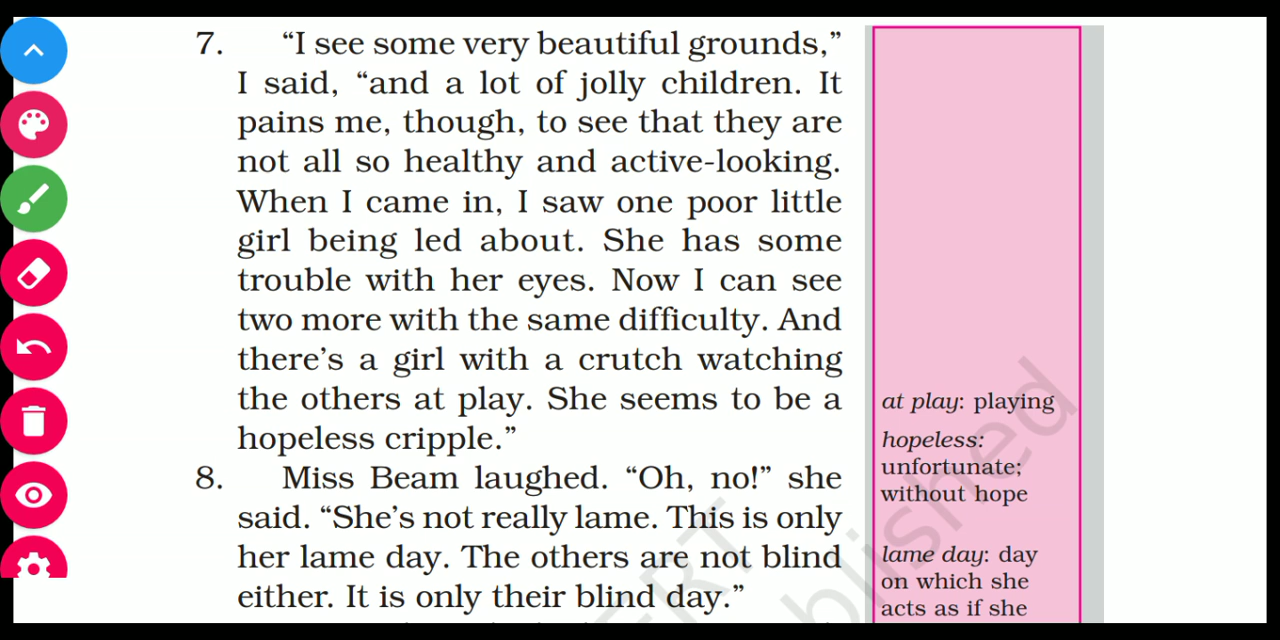 7. “I see some very beautiful grounds,”
I said, “and a lot of jolly children. It
pains me, though, to see that they are
not all so healthy and active-looking.
When I came in, I saw one poor little
girl being led about. She has some
trouble with her eyes. Now I can see
two more with the same difficulty. And
there’s a girl with a crutch watching
the others at play. She seems to be a
hopeless cripple.”
8. Miss Beam laughed. “Oh, no!” she
said. “She’s not really lame. This is only
her lame day. The others are not blind
either. It is only their blind day.”
at play: playing
hopeless:
unfortunate;
without hope
lame day: day
on which she
acts as if she